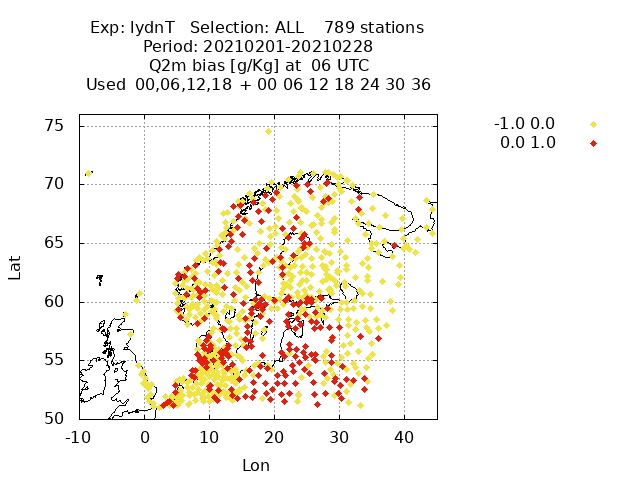 Exp: IydnT   Selection: ALL    789 stations
Period: 20210201-20210228
Q2m bias [g/Kg] at  06 UTC
Used  00,06,12,18 + 00 06 12 18 24 30 36
-1.0 0.0
0.0 1.0
75
70
65
60
55
50
Lat
-10 0 10 20 30 40
Lon